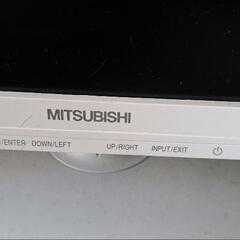 MITSUBISHI
/ENTER DOWN/LEFT UP/RIGHT INPUT/EXIT